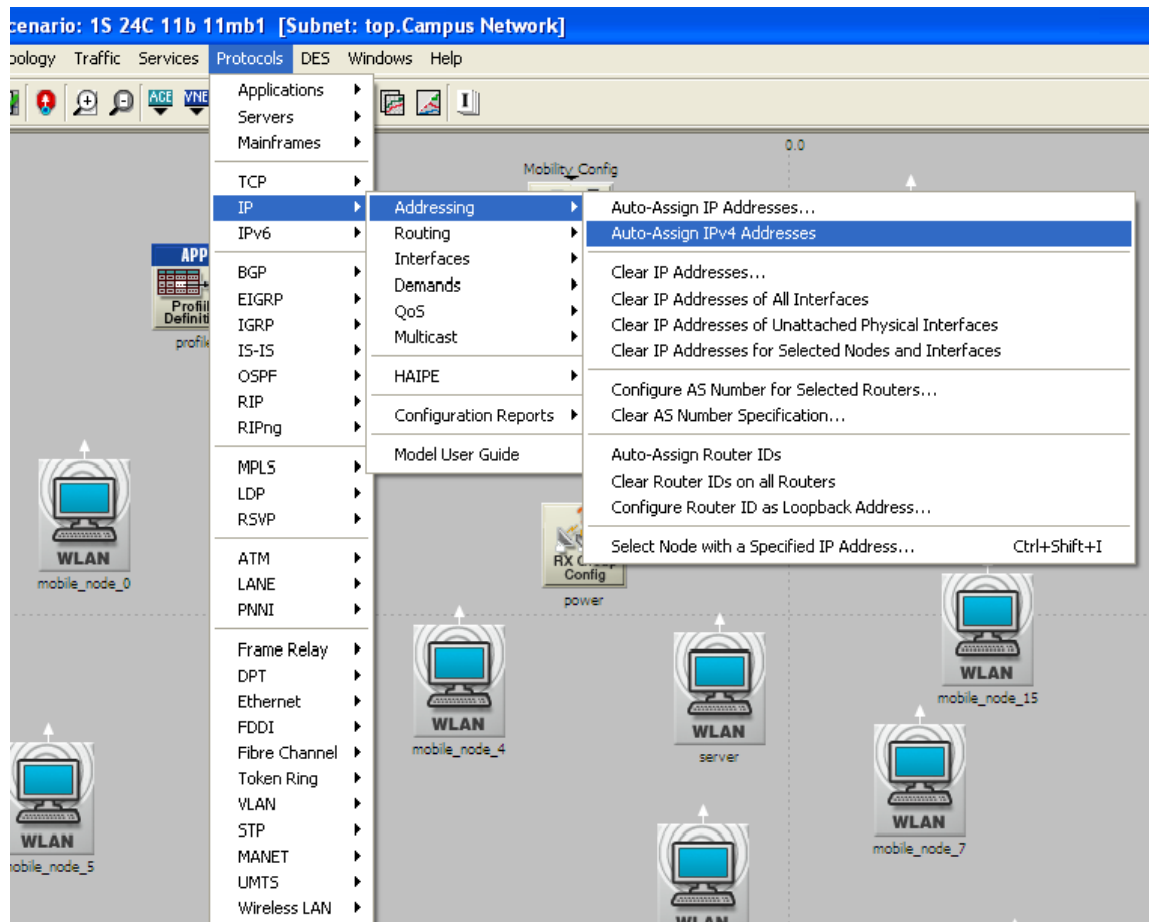 cenario: 1S 24C 11b 11mb1 [Subnet: top.Campus Network]
pology Traffic Services Protocols DES Windows Help
ACE VNE
Applications
Servers
Mainframes
TCP
IP
IPv6
BGP
EIGRP
IGRP
IS-IS
OSPF
RIP
RIPng
MPLS
LDP
RSVP
ATM
LANE
PNNI
Frame Relay
DPT
Ethernet
FDDI
Fibre Channel
Token Ring
VLAN
STP
MANET
UMTS
Wireless LAN
Addressing
Routing
Interfaces
Demands
QoS
Multicast
HAIPE
Configuration Reports
Model User Guide
Auto-Assign IP Addresses...
Auto-Assign IPv4 Addresses
Clear IP Addresses...
Clear IP Addresses of All Interfaces
Clear IP Addresses of Unattached Physical Interfaces
Clear IP Addresses for Selected Nodes and Interfaces
Configure AS Number for Selected Routers...
Clear AS Number Specification...
Auto-Assign Router IDs
Clear Router IDs on all Routers
Configure Router ID as Loopback Address...
Select Node with a Specified IP Address... Ctrl+Shift+I
0.0
Mobility_Config
APP
Profil
Definiti
profile
WLAN
mobile_node_0
RX Group
Config
power
WLAN
mobile_node_4
WLAN
server
WLAN
mobile_node_15
WLAN
mobile_node_7
WLAN
nobile_node_5
WLAN